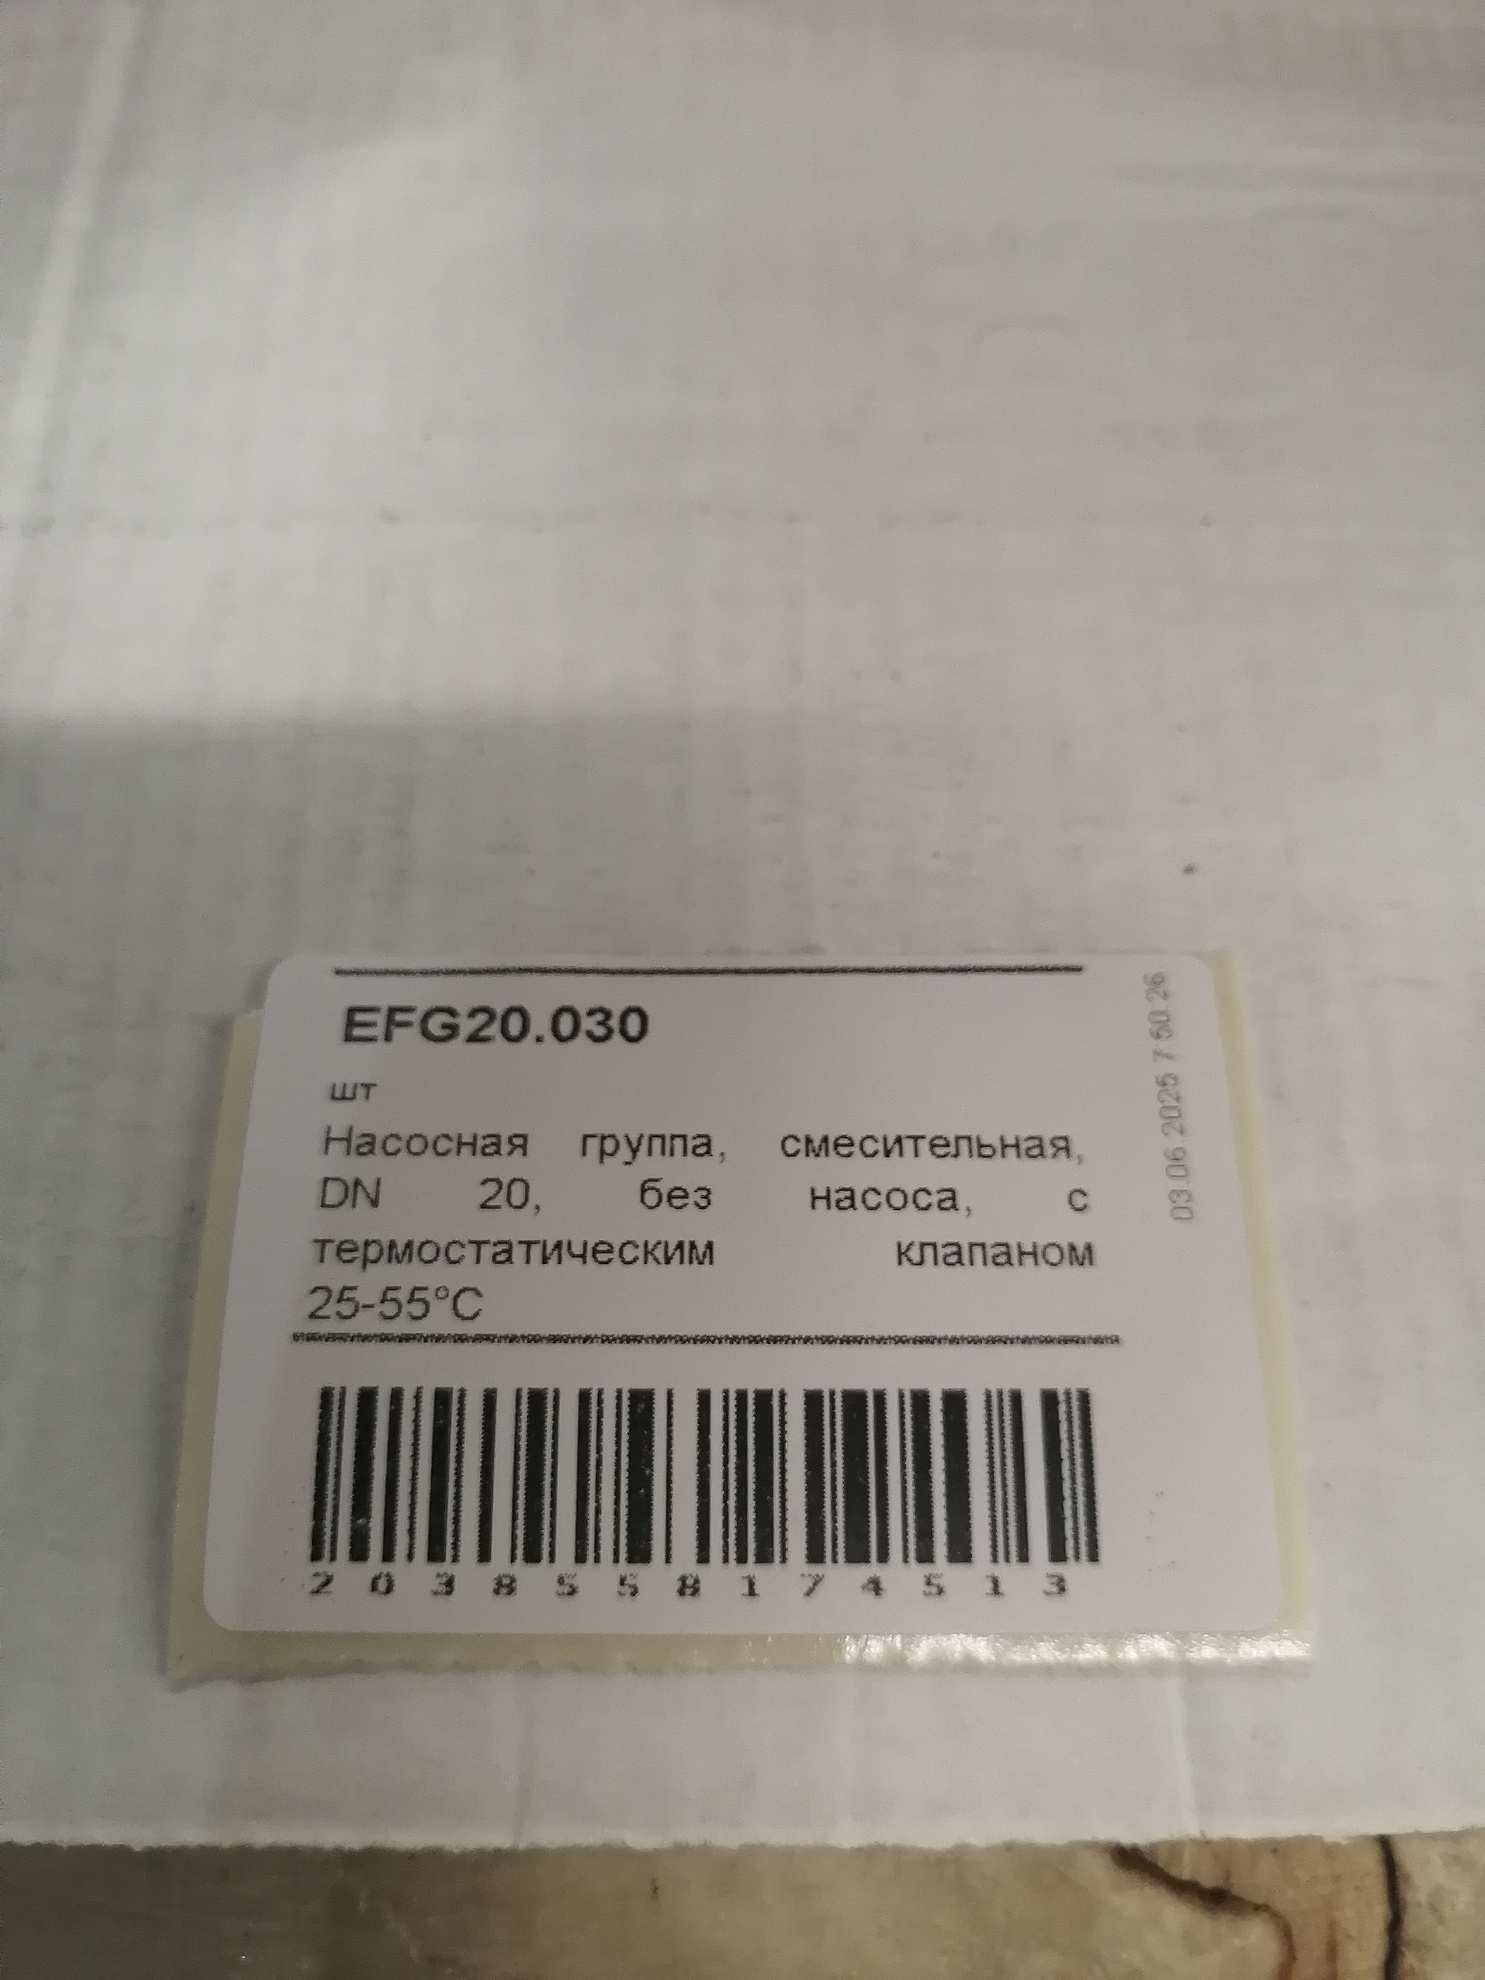 EFG20.030
шт
Насосная группа, смесительная,
DN 20, без насоса, с
термостатическим клапаном
25-55°C
2038558174513
03.06 2025 7:50:26